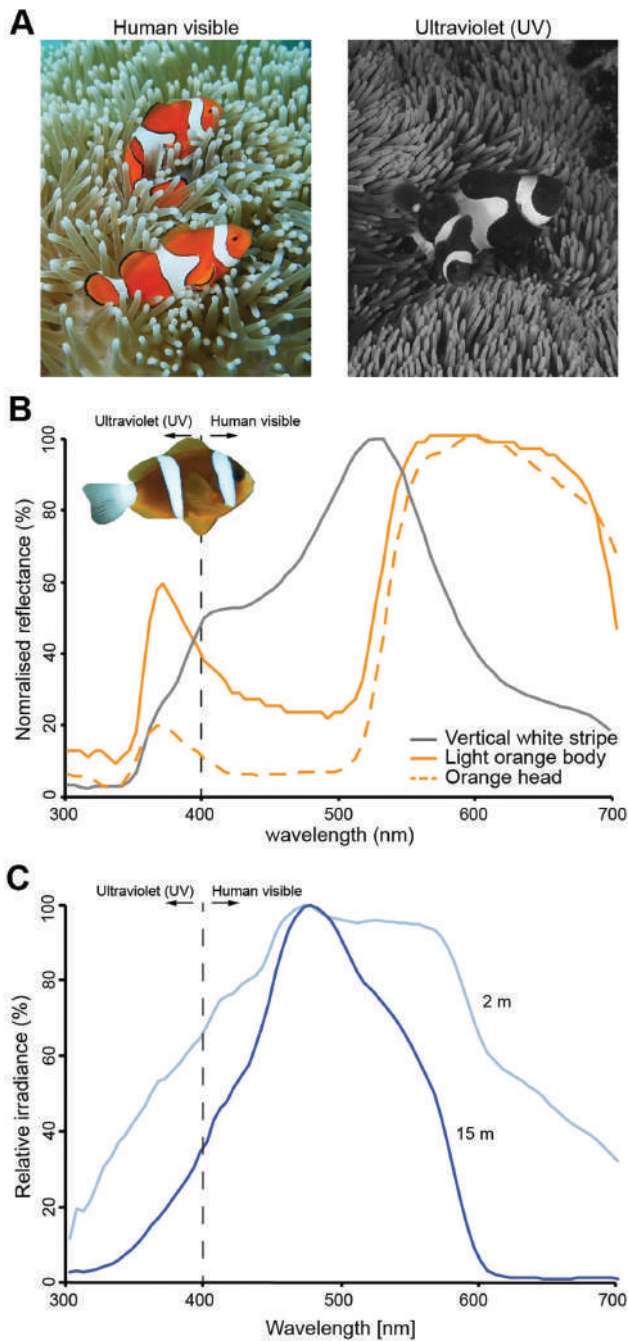 A
Human visible
Ultraviolet (UV)
B
Ultraviolet (UV) Human visible
Nomralised reflectance (%)
100
80
60
40
20
0
Vertical white stripe
Light orange body
Orange head
300 400 500 600 700
wavelength (nm)
C
Ultraviolet (UV) Human visible
Relative irradiance (%)
100
80
60
40
20
0
2 m
15 m
300 400 500 600 700
Wavelength [nm]